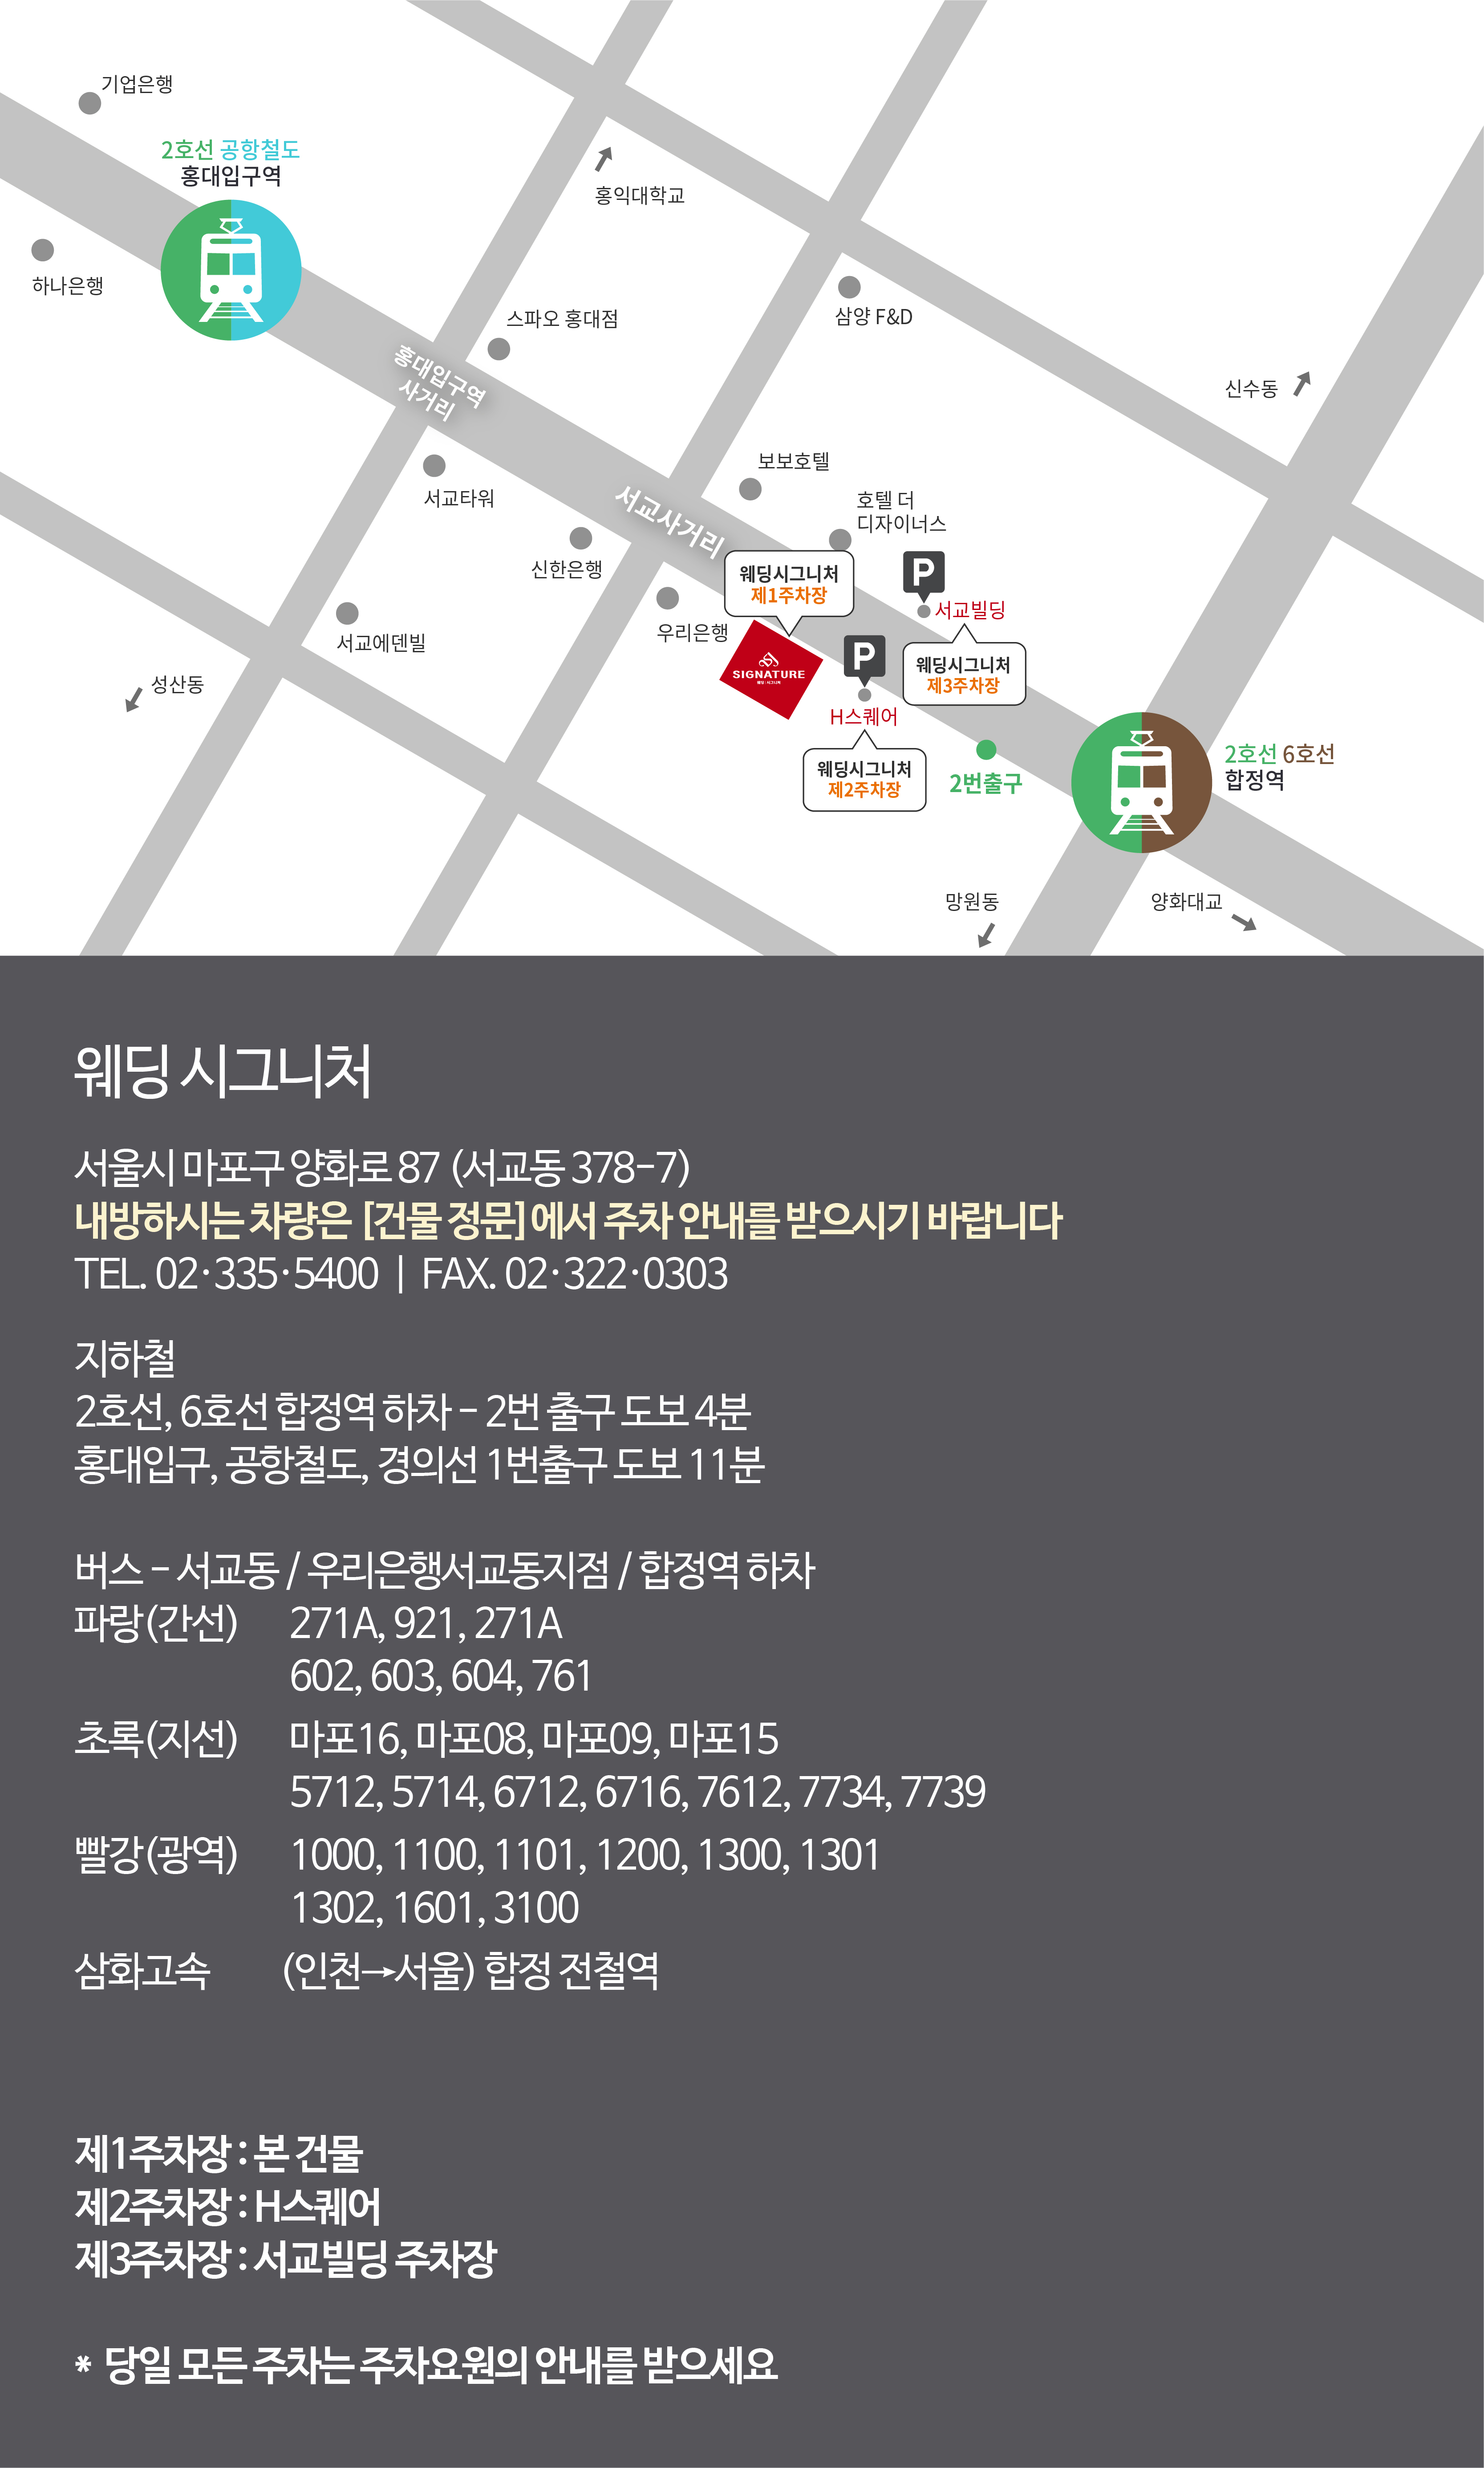 기업은행
2호선 공항철도
홍대입구역
하나은행
홍익대학교
스파오 홍대점
삼양 F&D
홍대입구역
사거리
신수동
서교타워
보보호텔
서교사거리
호텔 더
디자이너스
신한은행
웨딩시그니처
제1주차장
P
서교빌딩
서교에덴빌
우리은행
SIGNATURE
웨딩 시그니처
P
웨딩시그니처
제3주차장
성산동
H스퀘어
웨딩시그니처
제2주차장
2번출구
2호선 6호선
합정역
망원동
양화대교
웨딩 시그니처
서울시 마포구 양화로 87 (서교동 378-7)
내방하시는 차량은 [건물 정문]에서 주차 안내를 받으시기 바랍니다
TEL. 02·335·5400 | FAX. 02·322·0303
지하철
2호선, 6호선 합정역 하차 - 2번 출구 도보 4분
홍대입구, 공항철도, 경의선 1번출구 도보 11분
버스 - 서교동 / 우리은행서교동지점 / 합정역 하차
파랑(간선) 271A, 921, 271A
602, 603, 604, 761
초록(지선) 마포16, 마포08, 마포09, 마포15
5712, 5714, 6712, 6716, 7612, 7734, 7739
빨강(광역) 1000, 1100, 1101, 1200, 1300, 1301
1302, 1601, 3100
삼화고속 (인천→서울) 합정 전철역
제1주차장 : 본 건물
제2주차장 : H스퀘어
제3주차장 : 서교빌딩 주차장
* 당일 모든 주차는 주차요원의 안내를 받으세요